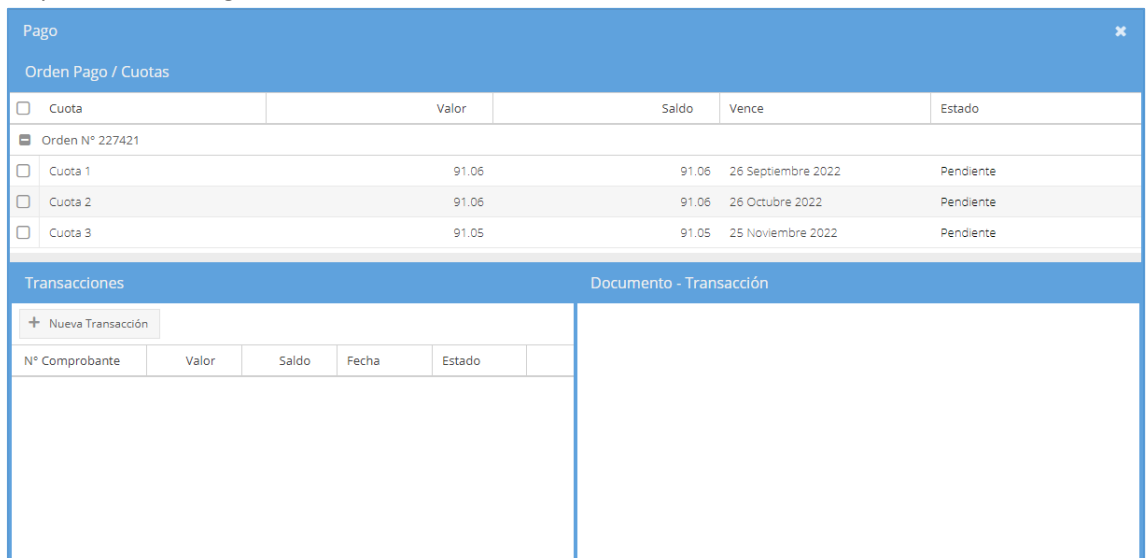 Pago
Orden Pago / Cuotas
Cuota Valor Saldo Vence Estado
Orden N° 227421
Cuota 1 91.06 91.06 26 Septiembre 2022 Pendiente
Cuota 2 91.06 91.06 26 Octubre 2022 Pendiente
Cuota 3 91.05 91.05 25 Noviembre 2022 Pendiente
Transacciones Documento - Transacción
+ Nueva Transacción
N° Comprobante Valor Saldo Fecha Estado